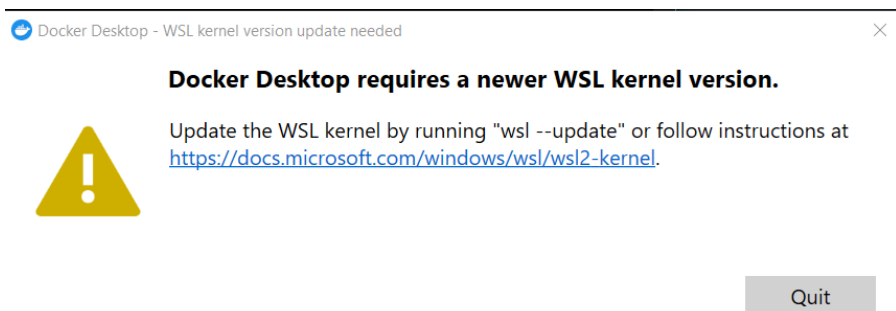 Docker Desktop - WSL kernel version update needed
Docker Desktop requires a newer WSL kernel version.
Update the WSL kernel by running "wsl --update" or follow instructions at
https://docs.microsoft.com/windows/wsl/wsl2-kernel.
Quit